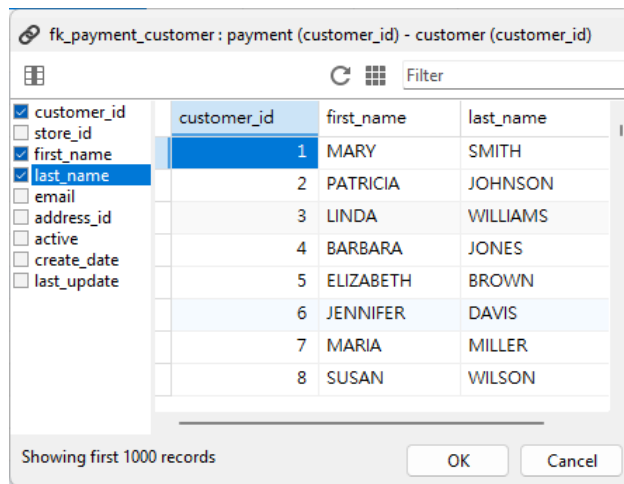 fk_payment_customer : payment (customer_id) - customer (customer_id)
Filter
customer_id
store_id
first_name
last_name
email
address_id
active
create_date
last_update
customer_id first_name last_name
1 MARY SMITH
2 PATRICIA JOHNSON
3 LINDA WILLIAMS
4 BARBARA JONES
5 ELIZABETH BROWN
6 JENNIFER DAVIS
7 MARIA MILLER
8 SUSAN WILSON
Showing first 1000 records
OK Cancel